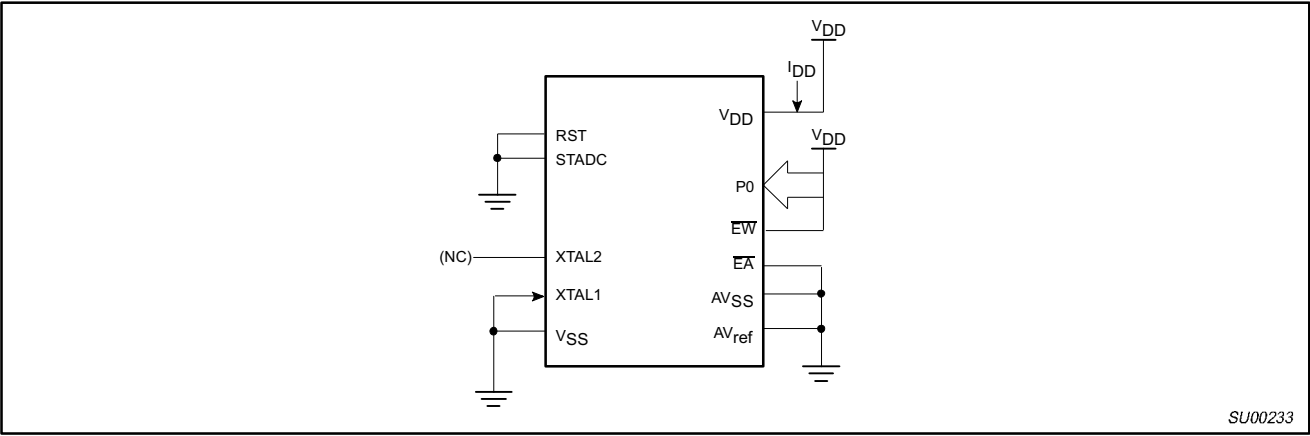 VDD
IDD
VDD
RST
STADC
VDD
P0
EW
(NC)
XTAL2
EA
XTAL1
AVSS
VSS
AVref
SU00233